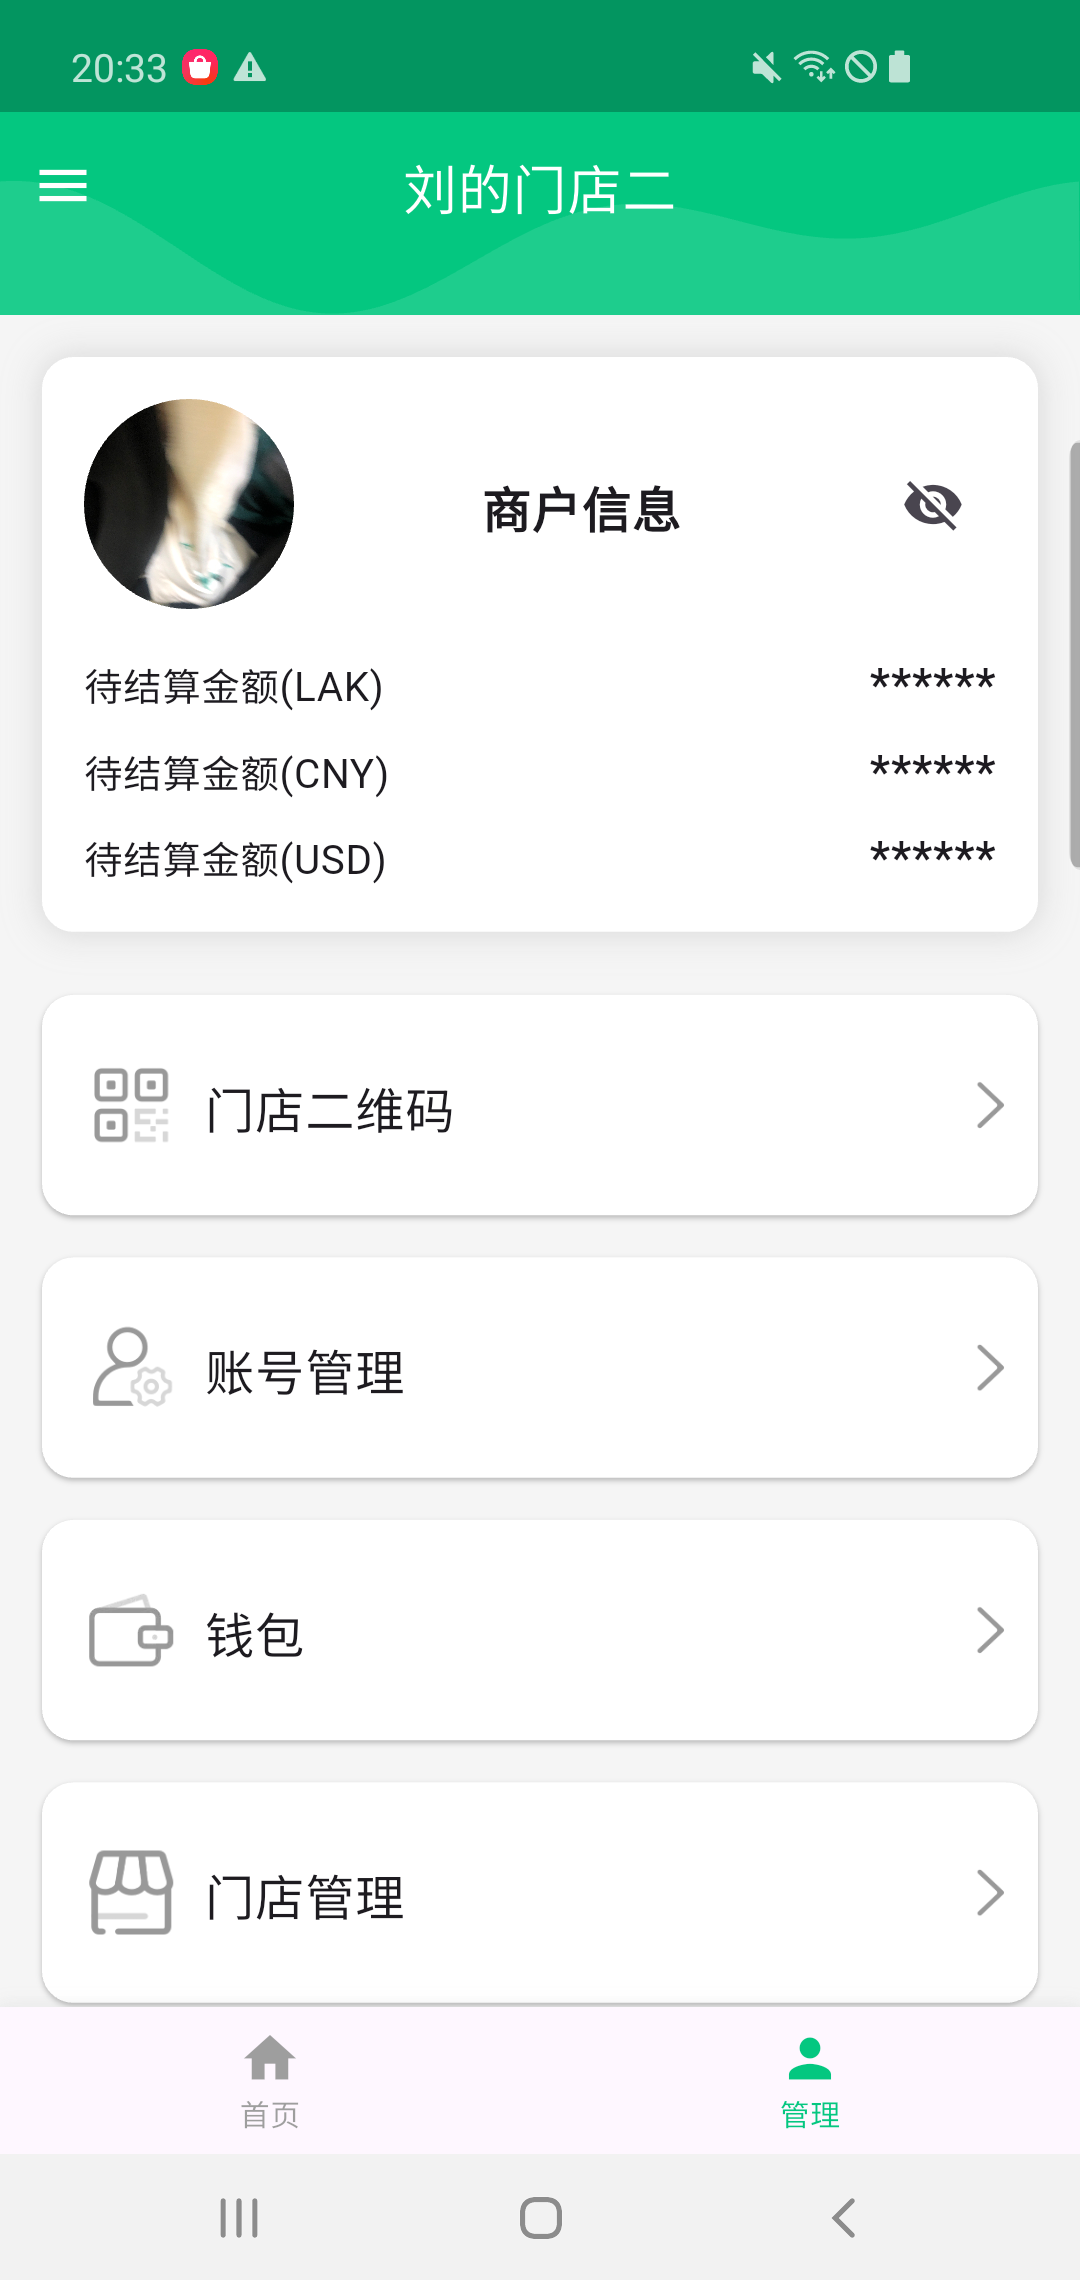 20:33
刘的门店二
商户信息
待结算金额(LAK) ******
待结算金额(CNY) ******
待结算金额(USD) ******
门店二维码
账号管理
钱包
门店管理
首页 管理